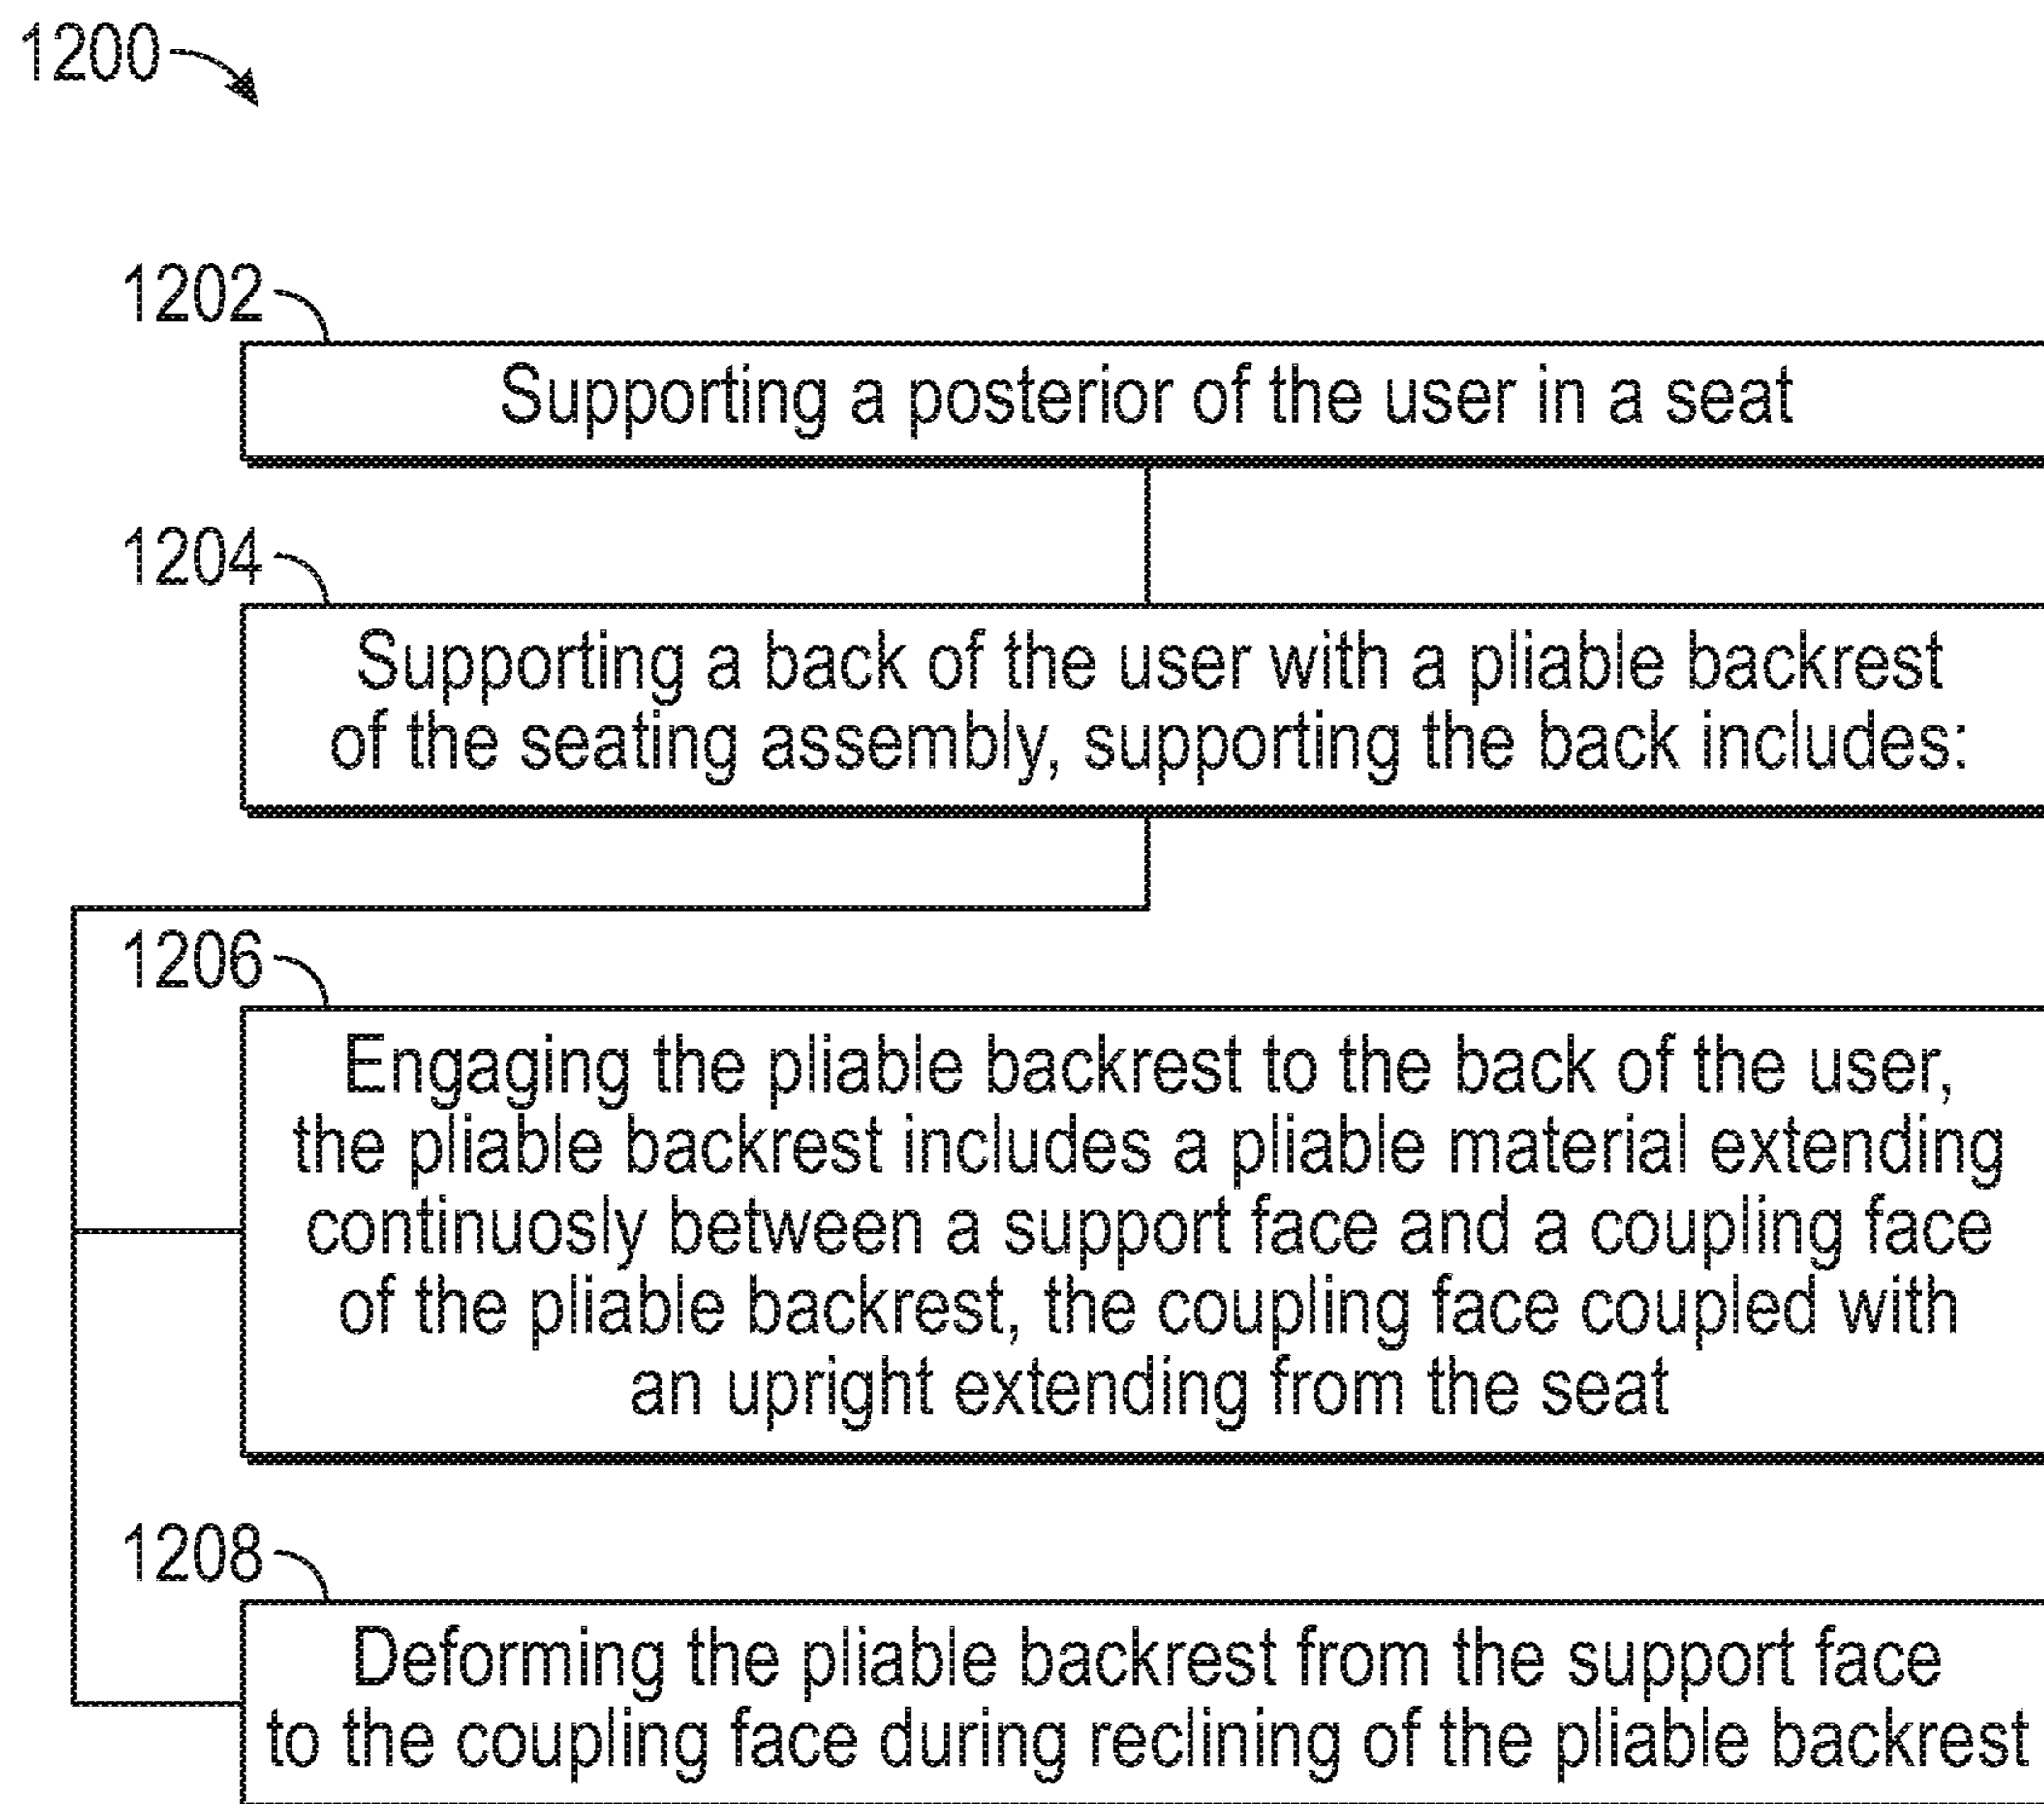 1200
1202
Supporting a posterior of the user in a seat
1204
Supporting a back of the user with a pliable backrest
of the seating assembly, supporting the back includes:
1206
Engaging the pliable backrest to the back of the user,
the pliable backrest includes a pliable material extending
continuosly between a support face and a coupling face
of the pliable backrest, the coupling face coupled with
an upright extending from the seat
1208
Deforming the pliable backrest from the support face
to the coupling face during reclining of the pliable backrest